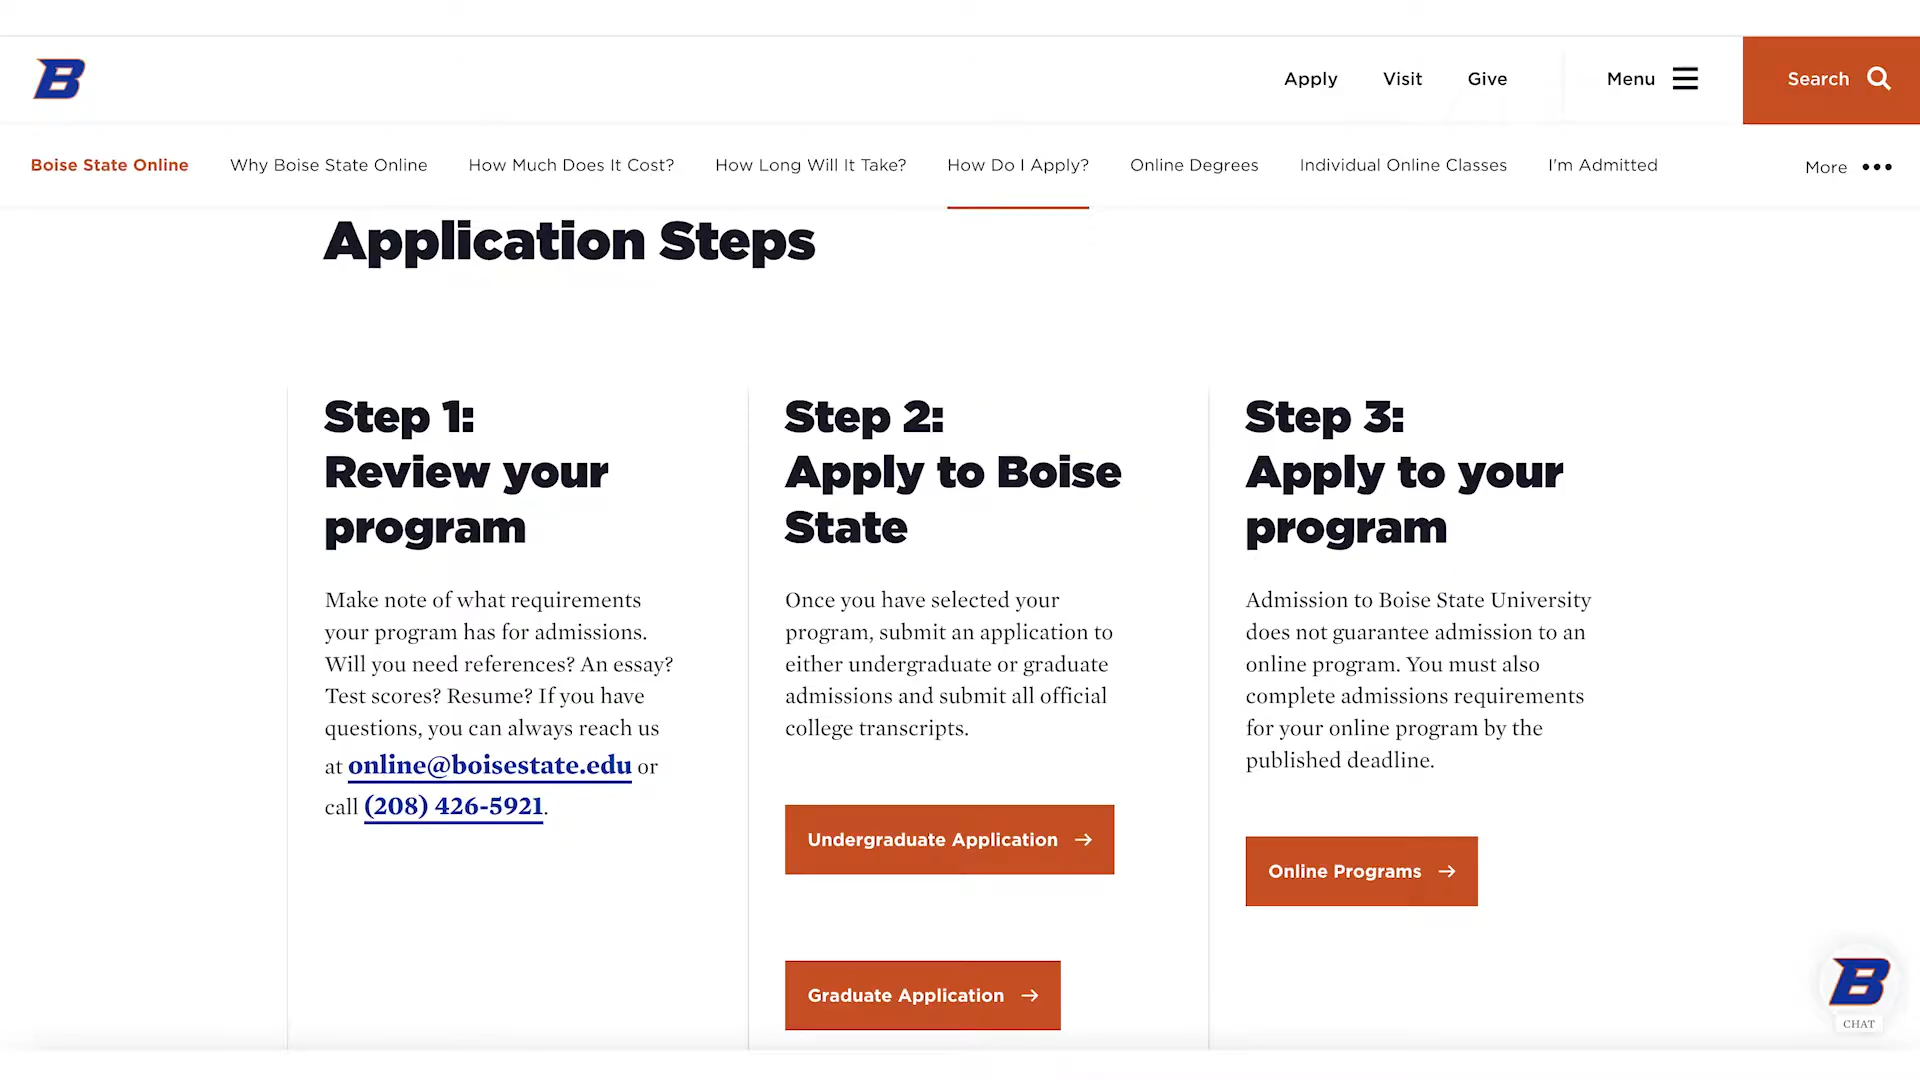 B
Apply
Visit
Give
Menu
Search
Boise State Online
Why Boise State Online
How Much Does It Cost?
How Long Will It Take?
How Do I Apply?
Online Degrees
Individual Online Classes
I'm Admitted
More
Application Steps
Step 1:
Review your
program
Make note of what requirements
your program has for admissions.
Will you need references? An essay?
Test scores? Resume? If you have
questions, you can always reach us
at online@boisestate.edu or
call (208) 426-5921.
Step 2:
Apply to Boise
State
Once you have selected your
program, submit an application to
either undergraduate or graduate
admissions and submit all official
college transcripts.
Undergraduate Application
Graduate Application
Step 3:
Apply to your
program
Admission to Boise State University
does not guarantee admission to an
online program. You must also
complete admissions requirements
for your online program by the
published deadline.
Online Programs
B
CHAT